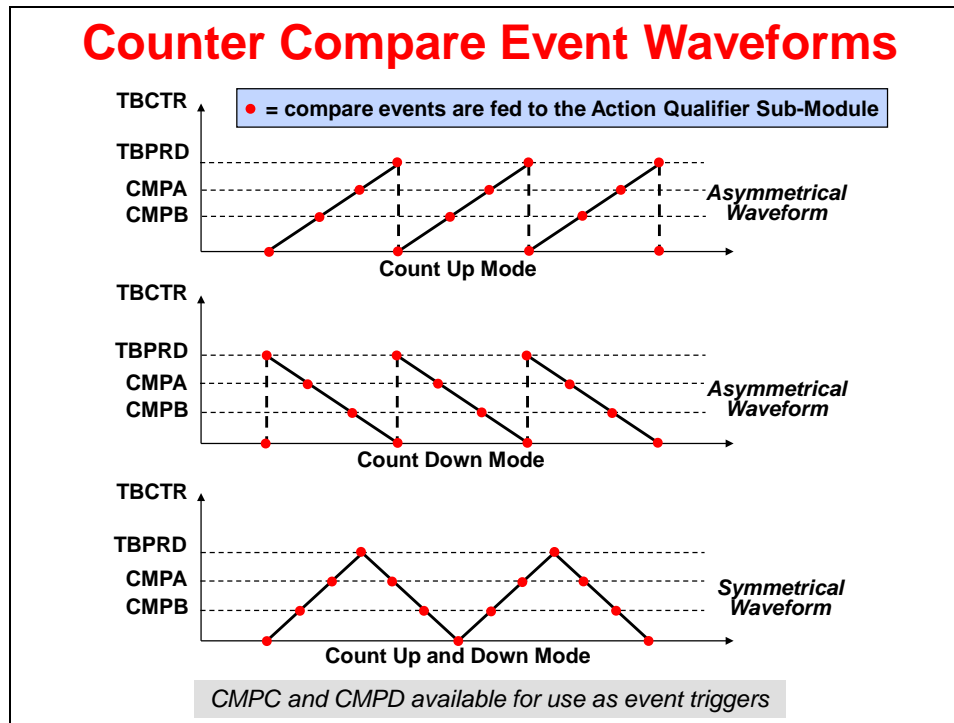 Counter Compare Event Waveforms
TBCTR
= compare events are fed to the Action Qualifier Sub-Module
TBPRD
CMPA
CMPB
Asymmetrical
Waveform
Count Up Mode
TBCTR
TBPRD
CMPA
CMPB
Asymmetrical
Waveform
Count Down Mode
TBCTR
TBPRD
CMPA
CMPB
Symmetrical
Waveform
Count Up and Down Mode
CMPC and CMPD available for use as event triggers